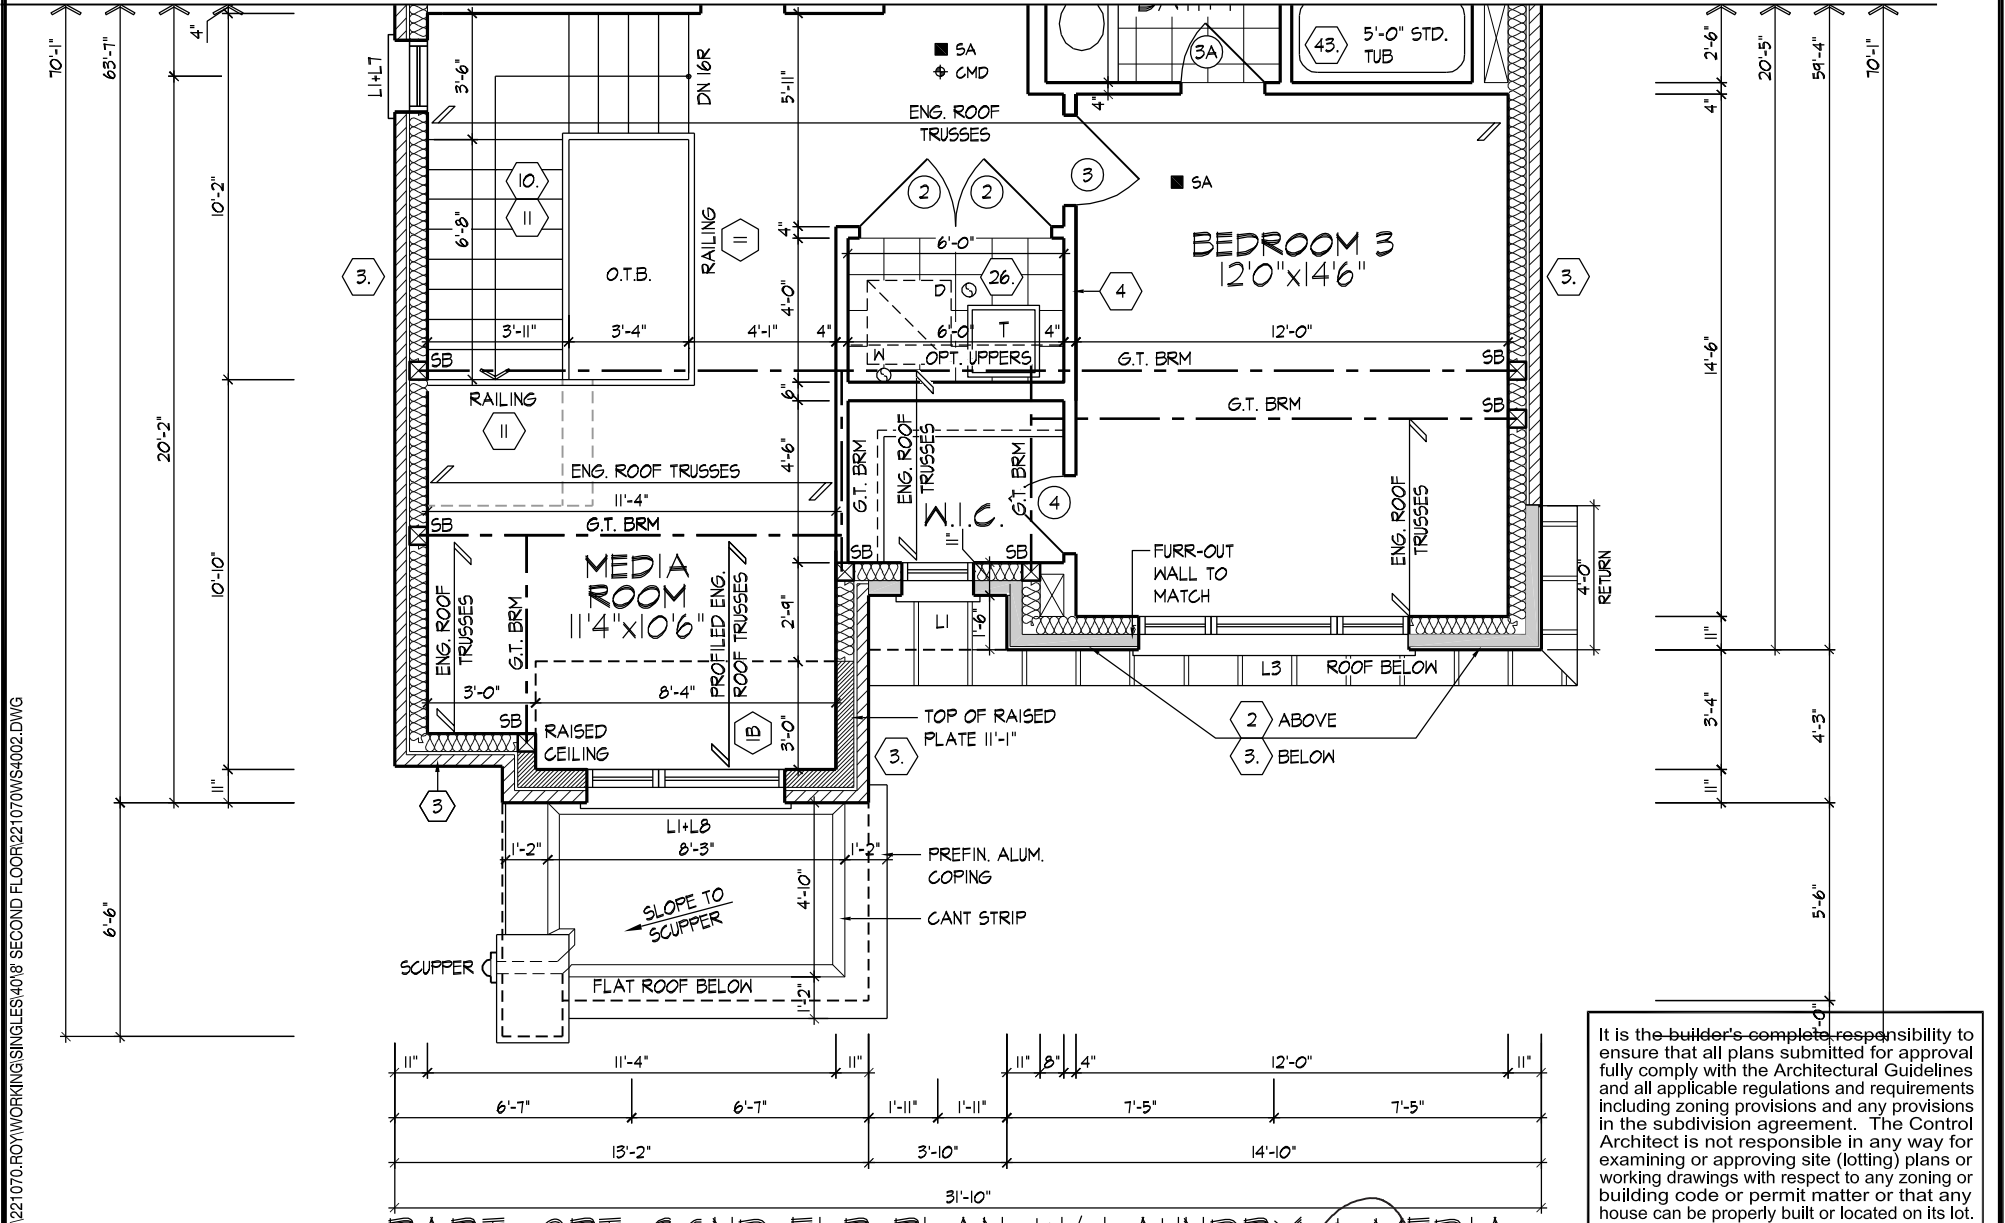 70'-1"
63'-7"
4"
L1+L7
3'-6"
DN 16R
5'-11"
SA
CMD
3A
43.
5'-0" STD.
TUB
2'-6"
20'-5"
59'-4"
70'-1"
4"
4"
ENG. ROOF
TRUSSES
10'-2"
10.
11
6'-8"
RAILING
11
2
2
3
SA
4"
6'-0"
BEDROOM 3
12'0"x14'6"
3.
O.T.B.
D
26.
4
3.
4'-0"
3'-11"
3'-4"
4'-1"
4"
6'-0"
T
4"
12'-0"
SB
W
OPT. UPPERS
G.T. BRM
SB
14'-6"
RAILING
11
6"
G.T. BRM
SB
20'-2"
4'-6"
G.T. BRM
ENG. ROOF
TRUSSES
G.T. BRM
ENG. ROOF TRUSSES
11'-4"
W.I.C.
4
11"
ENG. ROOF
TRUSSES
SB
G.T. BRM
SB
SB
FURR-OUT
WALL TO
MATCH
4'-0"
RETURN
10'-10"
MEDIA
ROOM
11'4"x10'6"
ENG. ROOF
TRUSSES
G.T. BRM
PROFILED ENG.
ROOF TRUSSES
2'-9"
L1
1'-6"
11"
L3
ROOF BELOW
3'-0"
8'-4"
SB
RAISED
CEILING
1B
3'-0"
TOP OF RAISED
PLATE 11'-1"
3.
2
ABOVE
3.
BELOW
3'-4"
4'-3"
11"
11"
3
L1+L8
1'-2"
8'-3"
1'-2"
PREFIN. ALUM.
COPING
4'-10"
SLOPE TO
SCUPPER
CANT STRIP
6'-6"
5'-6"
SCUPPER
FLAT ROOF BELOW
1'-2"
11"
11'-4"
11"
11"
8"
4"
12'-0"
11"
6'-7"
6'-7"
1'-11"
1'-11"
7'-5"
7'-5"
13'-2"
3'-10"
14'-10"
31'-10"
It is the builder's complete responsibility to
ensure that all plans submitted for approval
fully comply with the Architectural Guidelines
and all applicable regulations and requirements
including zoning provisions and any provisions
in the subdivision agreement. The Control
Architect is not responsible in any way for
examining or approving site (lotting) plans or
working drawings with respect to any zoning or
building code or permit matter or that any
house can be properly built or located on its lot.
\221070.ROY\WORKING\SINGLES\40\8' SECOND FLOOR\221070WS4002.DWG